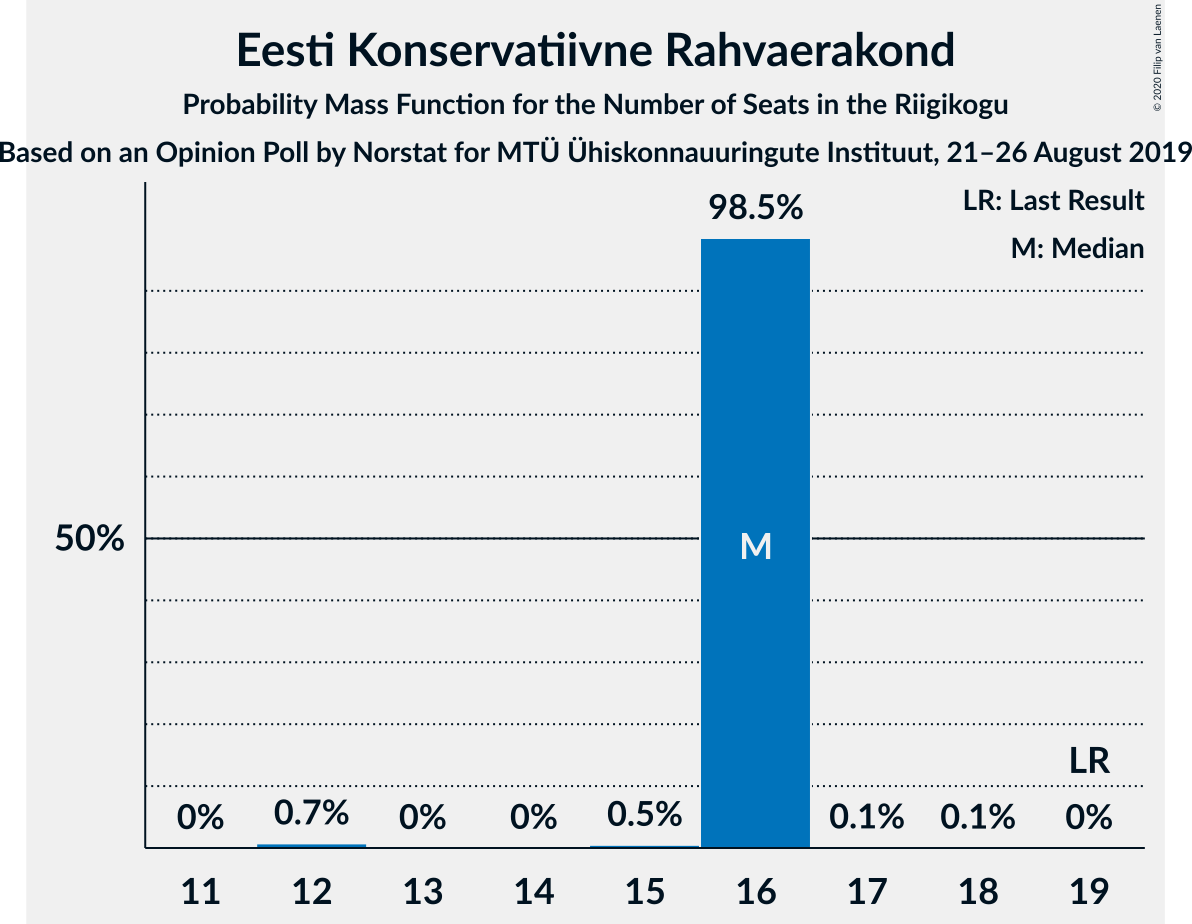 Eesti Konservatiivne Rahvaerakond
Probability Mass Function for the Number of Seats in the Riigikogu
Based on an Opinion Poll by Norstat for MTÜ Ühiskonnauuringute Instituut, 21–26 August 2019
© 2020 Filip van Laenen
LR: Last Result
M: Median
98.5%
50%
M
LR
0% 0.7% 0% 0% 0.5% 0.1% 0.1% 0%
11 12 13 14 15 16 17 18 19